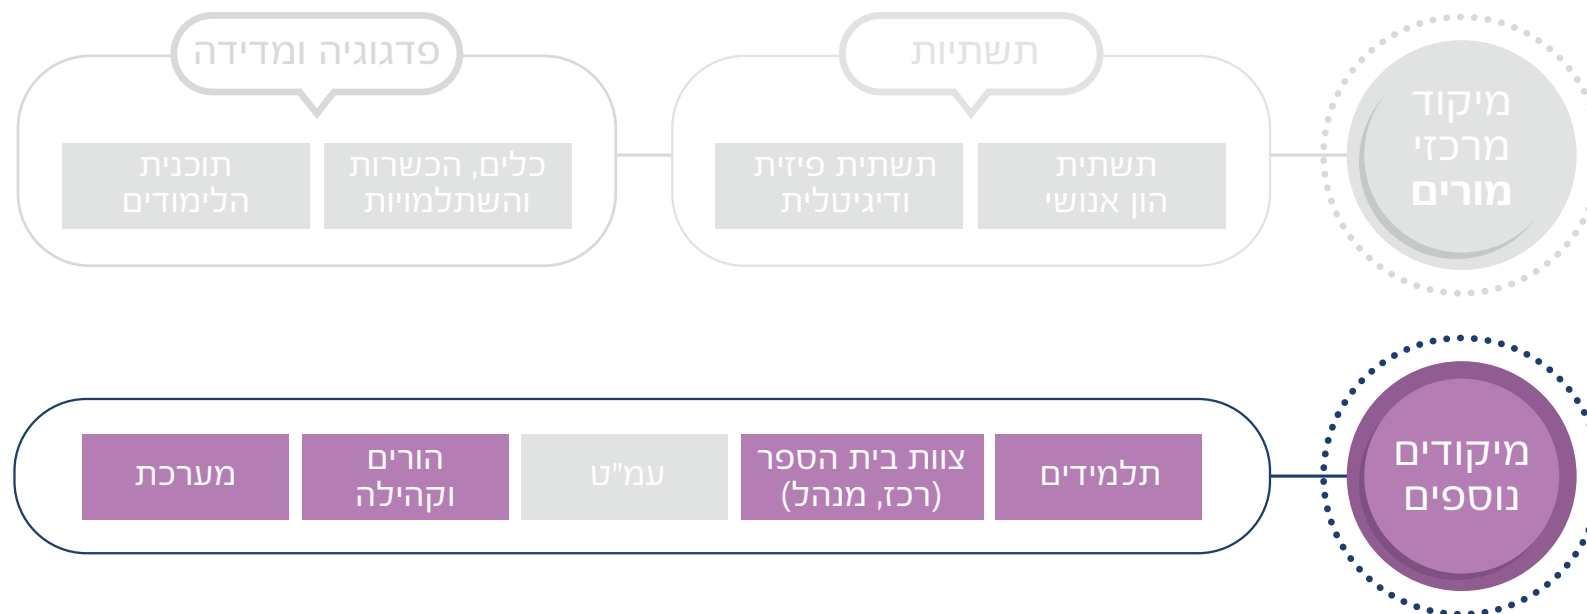 מיקוד
מרכזי
מורים
תשתיות
תשתית
הון אנושי
תשתית פיזית
ודיגיטלית
פדגוגיה ומדידה
כלים, הכשרות
והשתלמויות
תוכנית
הלימודים
מיקודים
נוספים
תלמידים
צוות בית הספר
(רכז, מנהל)
עמ"ט
הורים
וקהילה
מערכת